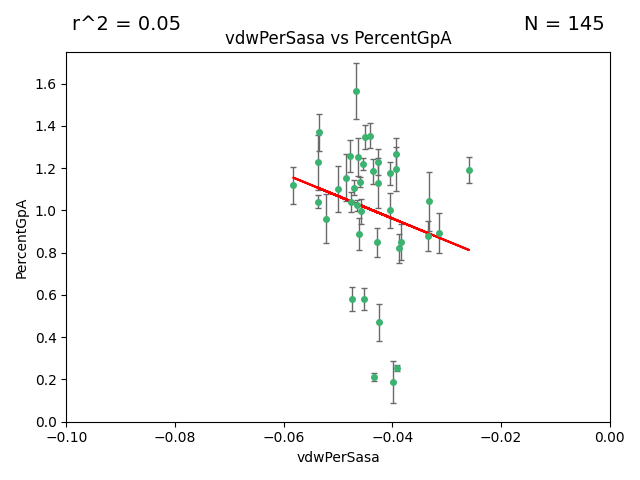 r^2 = 0.05
N = 145
vdwPerSasa vs PercentGpA
PercentGpA
1.6
1.4
1.2
1.0
0.8
0.6
0.4
0.2
0.0
−0.10 −0.08 −0.06 −0.04 −0.02 0.00
vdwPerSasa